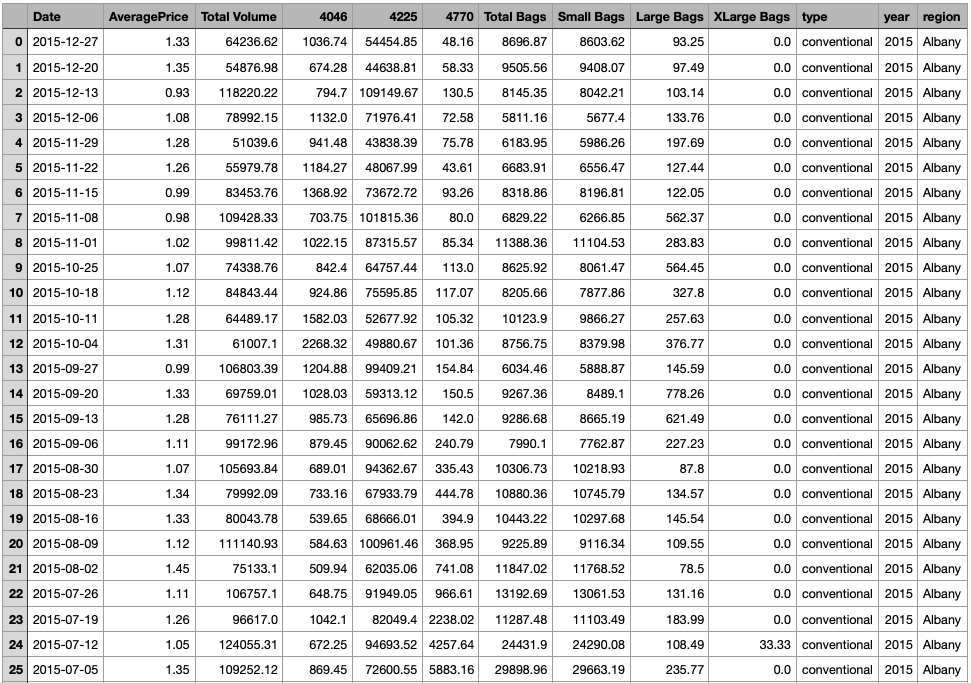 Date AveragePrice Total Volume 4046 4225 4770 Total Bags Small Bags Large Bags XLarge Bags type year region
0 2015-12-27 1.33 64236.62 1036.74 54454.85 48.16 8696.87 8603.62 93.25 0.0 conventional 2015 Albany
1 2015-12-20 1.35 54876.98 674.28 44638.81 58.33 9505.56 9408.07 97.49 0.0 conventional 2015 Albany
2 2015-12-13 0.93 118220.22 794.7 109149.67 130.5 8145.35 8042.21 103.14 0.0 conventional 2015 Albany
3 2015-12-06 1.08 78992.15 1132.0 71976.41 72.58 5811.16 5677.4 133.76 0.0 conventional 2015 Albany
4 2015-11-29 1.28 51039.6 941.48 43838.39 75.78 6183.95 5986.26 197.69 0.0 conventional 2015 Albany
5 2015-11-22 1.26 55979.78 1184.27 48067.99 43.61 6683.91 6556.47 127.44 0.0 conventional 2015 Albany
6 2015-11-15 0.99 83453.76 1368.92 73672.72 93.26 8318.86 8196.81 122.05 0.0 conventional 2015 Albany
7 2015-11-08 0.98 109428.33 703.75 101815.36 80.0 6829.22 6266.85 562.37 0.0 conventional 2015 Albany
8 2015-11-01 1.02 99811.42 1022.15 87315.57 85.34 11388.36 11104.53 283.83 0.0 conventional 2015 Albany
9 2015-10-25 1.07 74338.76 842.4 64757.44 113.0 8625.92 8061.47 564.45 0.0 conventional 2015 Albany
10 2015-10-18 1.12 84843.44 924.86 75595.85 117.07 8205.66 7877.86 327.8 0.0 conventional 2015 Albany
11 2015-10-11 1.28 64489.17 1582.03 52677.92 105.32 10123.9 9866.27 257.63 0.0 conventional 2015 Albany
12 2015-10-04 1.31 61007.1 2268.32 49880.67 101.36 8756.75 8379.98 376.77 0.0 conventional 2015 Albany
13 2015-09-27 0.99 106803.39 1204.88 99409.21 154.84 6034.46 5888.87 145.59 0.0 conventional 2015 Albany
14 2015-09-20 1.33 69759.01 1028.03 59313.12 150.5 9267.36 8489.1 778.26 0.0 conventional 2015 Albany
15 2015-09-13 1.28 76111.27 985.73 65696.86 142.0 9286.68 8665.19 621.49 0.0 conventional 2015 Albany
16 2015-09-06 1.11 99172.96 879.45 90062.62 240.79 7990.1 7762.87 227.23 0.0 conventional 2015 Albany
17 2015-08-30 1.07 105693.84 689.01 94362.67 335.43 10306.73 10218.93 87.8 0.0 conventional 2015 Albany
18 2015-08-23 1.34 79992.09 733.16 67933.79 444.78 10880.36 10745.79 134.57 0.0 conventional 2015 Albany
19 2015-08-16 1.33 80043.78 539.65 68666.01 394.9 10443.22 10297.68 145.54 0.0 conventional 2015 Albany
20 2015-08-09 1.12 111140.93 584.63 100961.46 368.95 9225.89 9116.34 109.55 0.0 conventional 2015 Albany
21 2015-08-02 1.45 75133.1 509.94 62035.06 741.08 11847.02 11768.52 78.5 0.0 conventional 2015 Albany
22 2015-07-26 1.11 106757.1 648.75 91949.05 966.61 13192.69 13061.53 131.16 0.0 conventional 2015 Albany
23 2015-07-19 1.26 96617.0 1042.1 82049.4 2238.02 11287.48 11103.49 183.99 0.0 conventional 2015 Albany
24 2015-07-12 1.05 124055.31 672.25 94693.52 4257.64 24431.9 24290.08 108.49 33.33 conventional 2015 Albany
25 2015-07-05 1.35 109252.12 869.45 72600.55 5883.16 29898.96 29663.19 235.77 0.0 conventional 2015 Albany